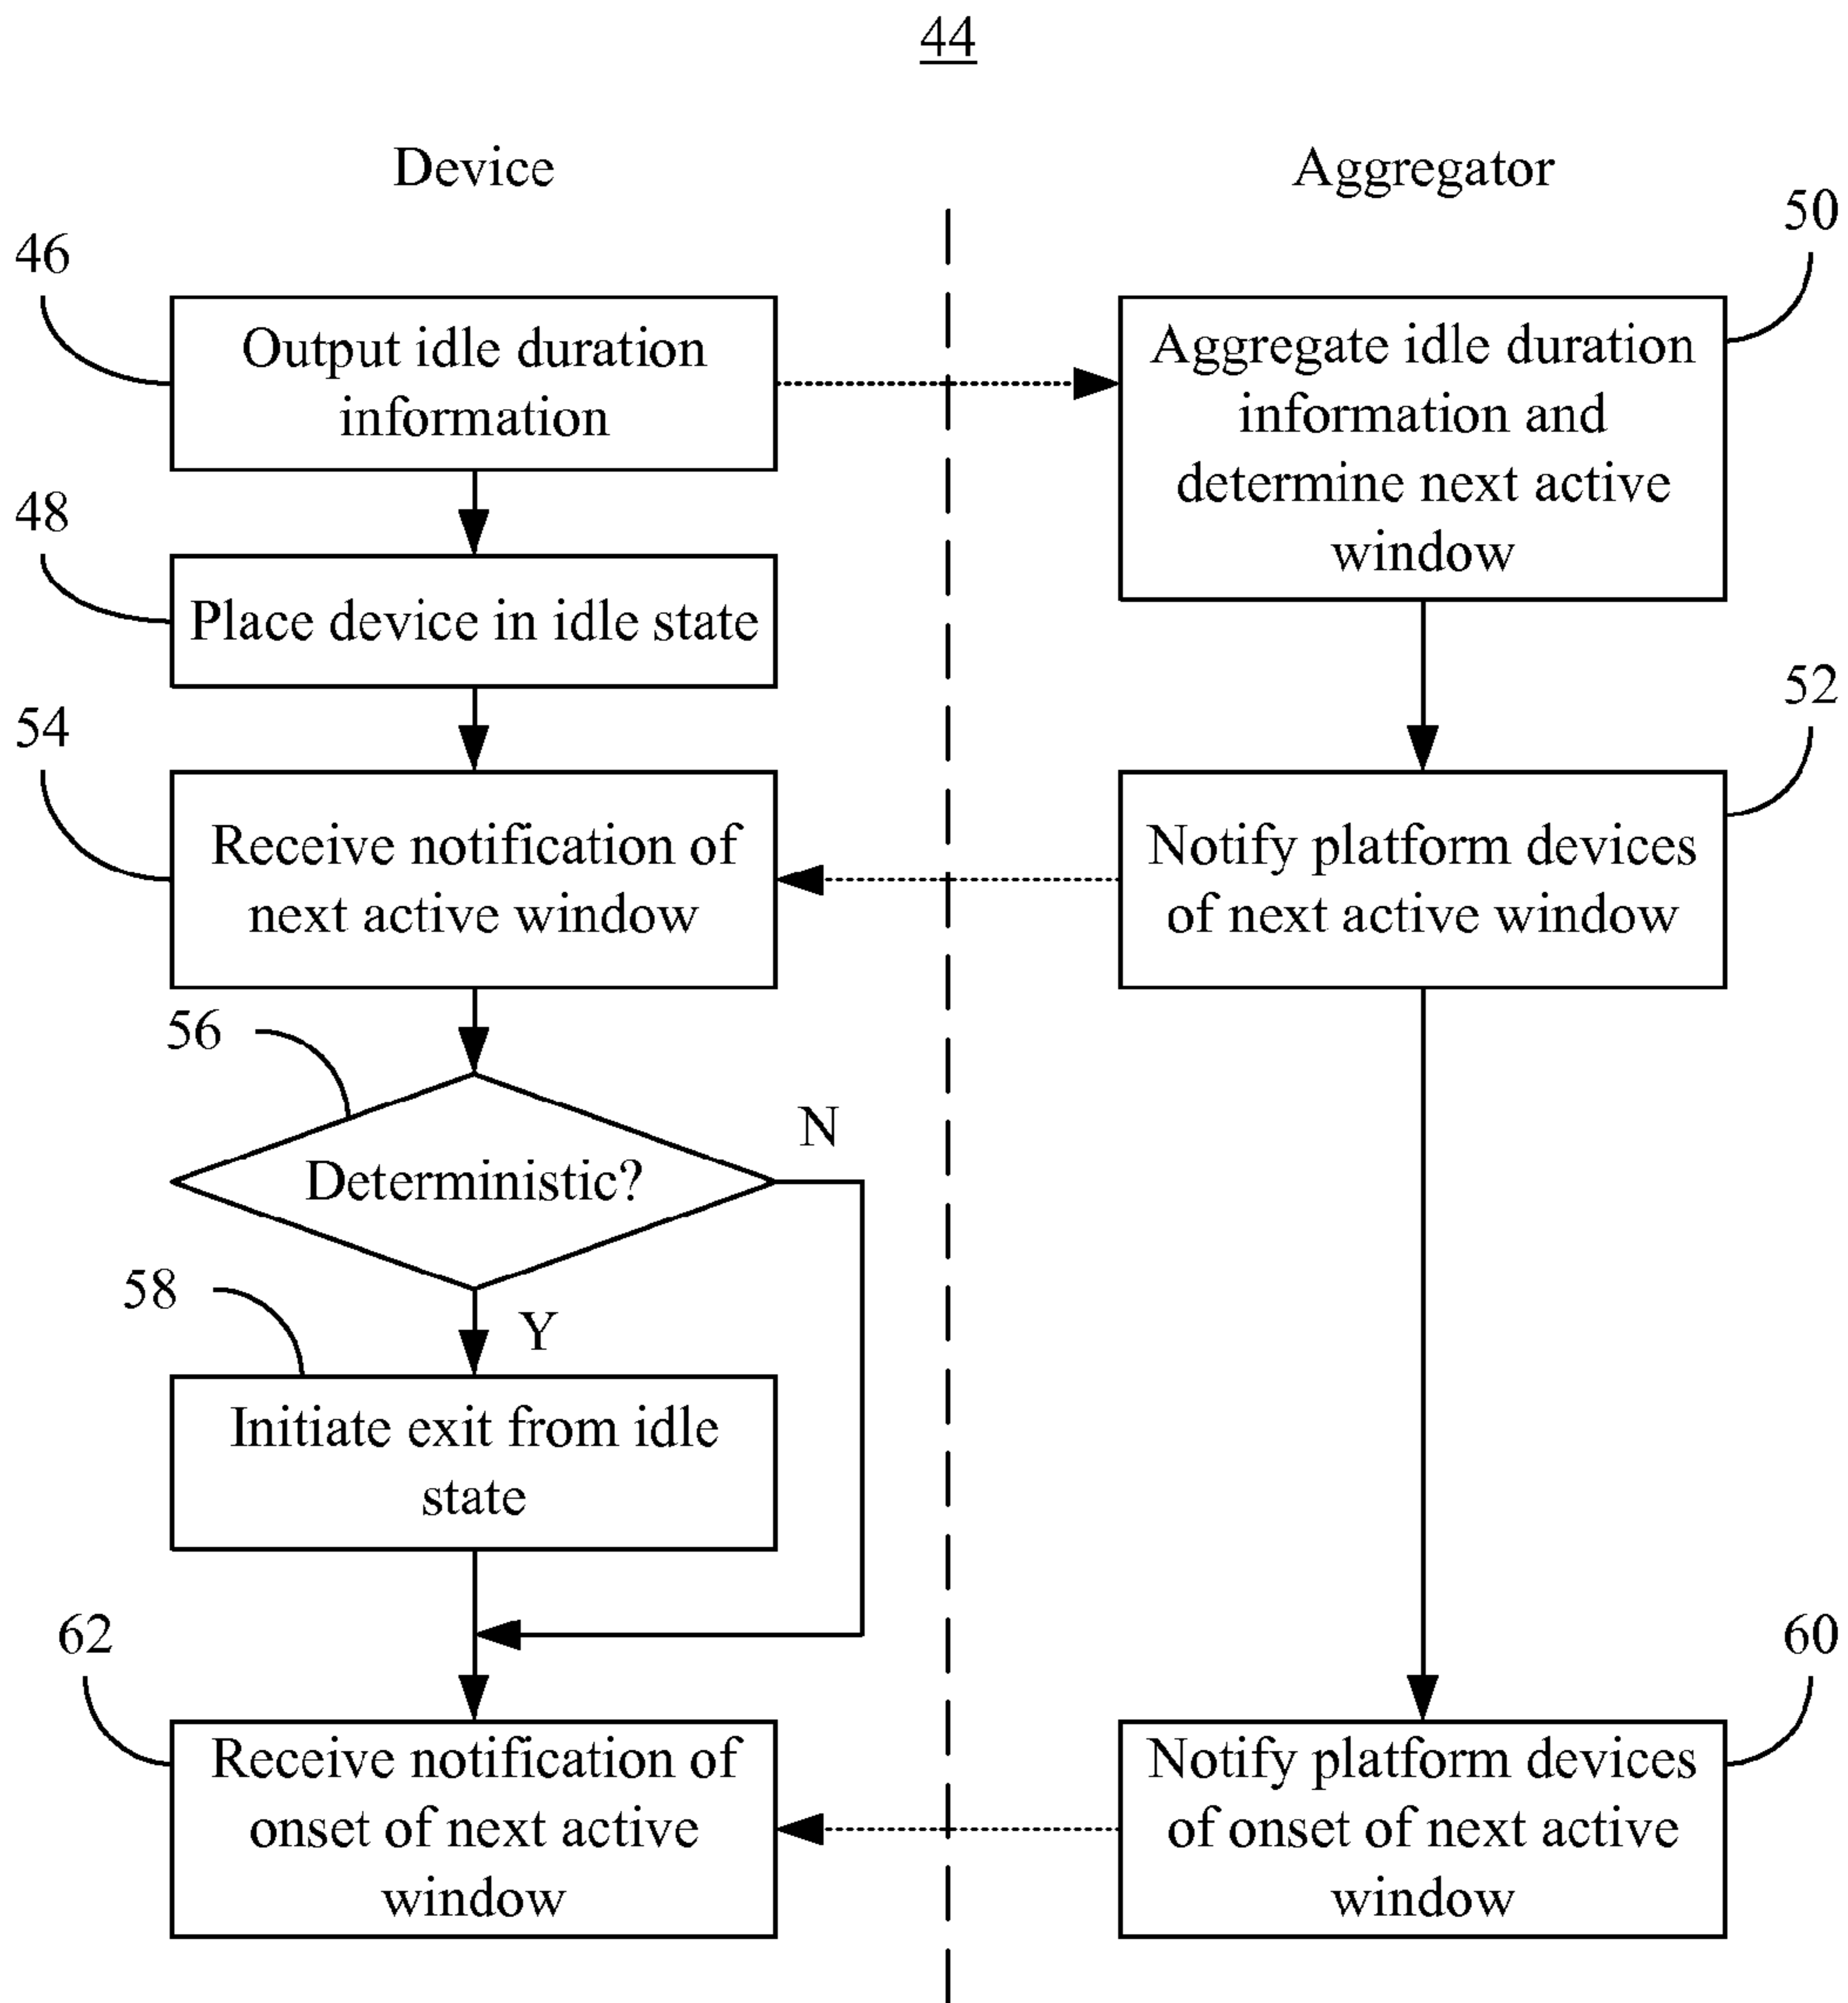 44
Device
Aggregator
46
50
Output idle duration
information
Aggregate idle duration
information and
determine next active
window
48
Place device in idle state
52
54
Receive notification of
next active window
Notify platform devices
of next active window
56
N
Deterministic?
58
Y
Initiate exit from idle
state
62
60
Receive notification of
onset of next active
window
Notify platform devices
of onset of next active
window